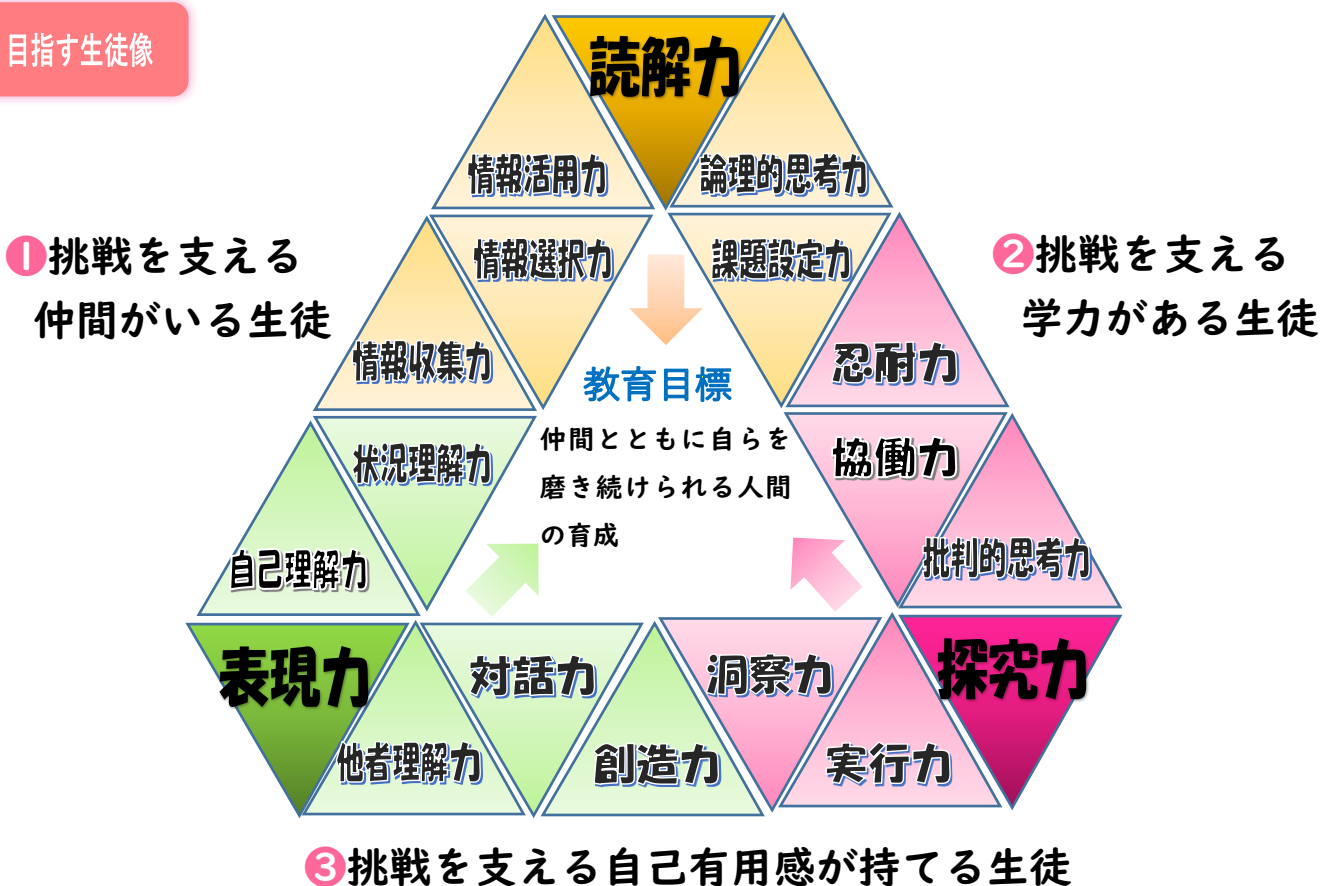 目指す生徒像
読解力
情報活用力
論理的思考力
❶挑戦を支える
仲間がいる生徒
情報選択力
課題設定力
❷挑戦を支える
学力がある生徒
情報収集力
忍耐力
教育目標
仲間とともに自らを
磨き続けられる人間
の育成
状況理解力
協働力
自己理解力
批判的思考力
表現力
対話力
洞察力
探究力
他者理解力
創造力
実行力
❸挑戦を支える自己有用感が持てる生徒